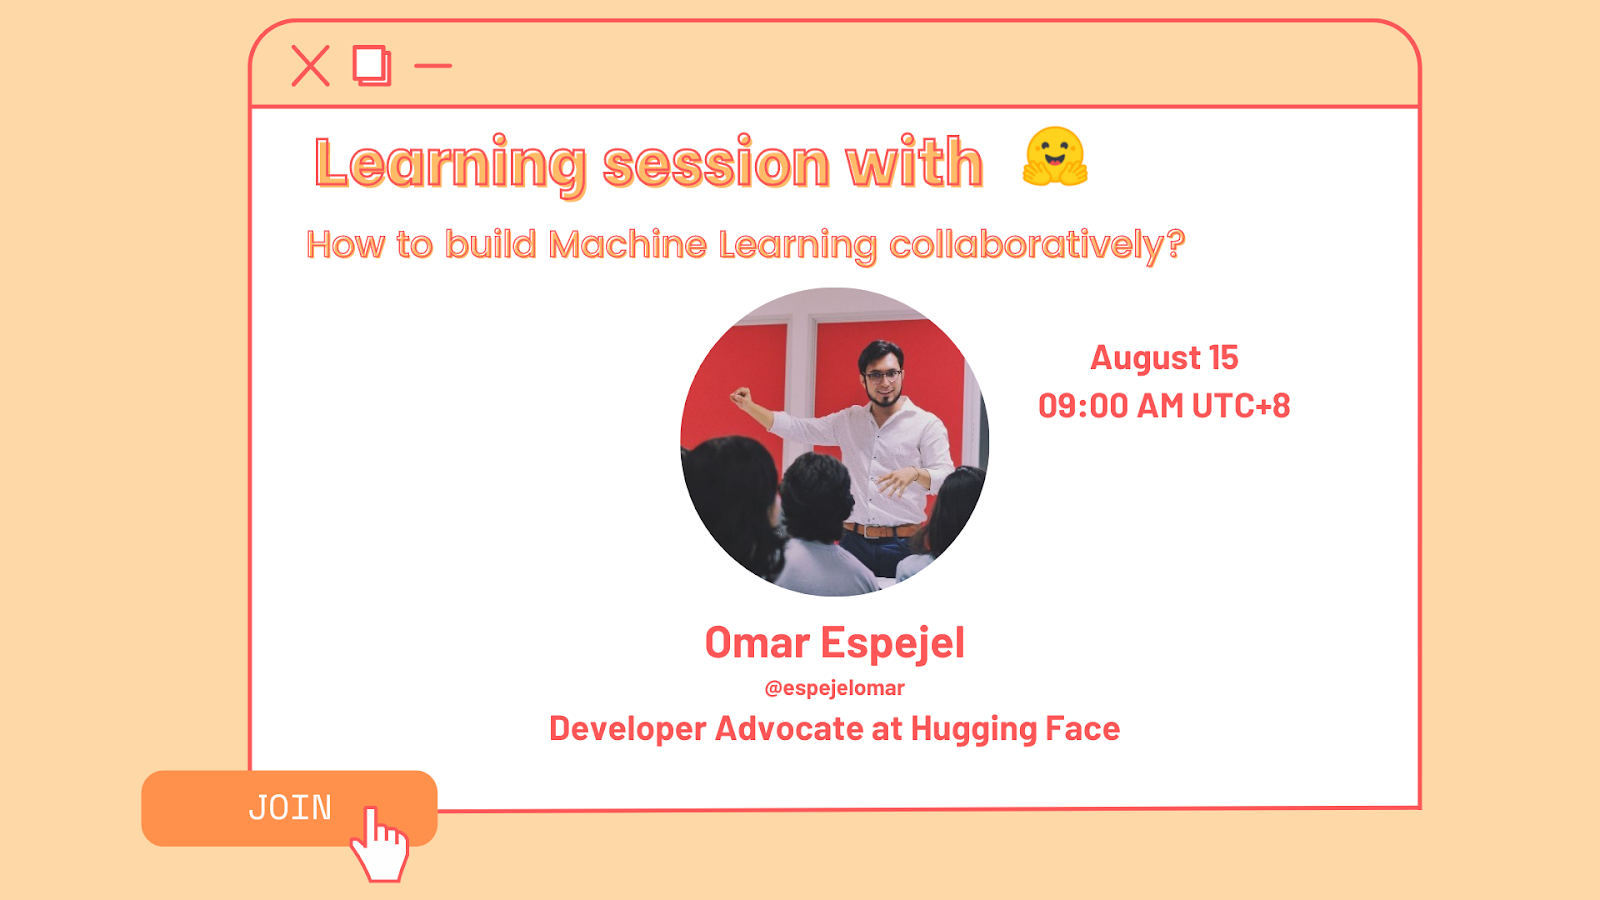 Learning session with 🤗
How to build Machine Learning collaboratively?
August 15
09:00 AM UTC+8
Omar Espejel
@espejelomar
Developer Advocate at Hugging Face
JOIN